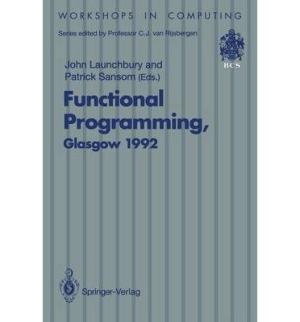 WORKSHOPS IN COMPUTING
Series edited by Professor C.J. van Rijsbergen
John Launchbury and
Patrick Sansom (Eds.)
BCS
Functional
Programming,
Glasgow 1992
Springer-Verlag